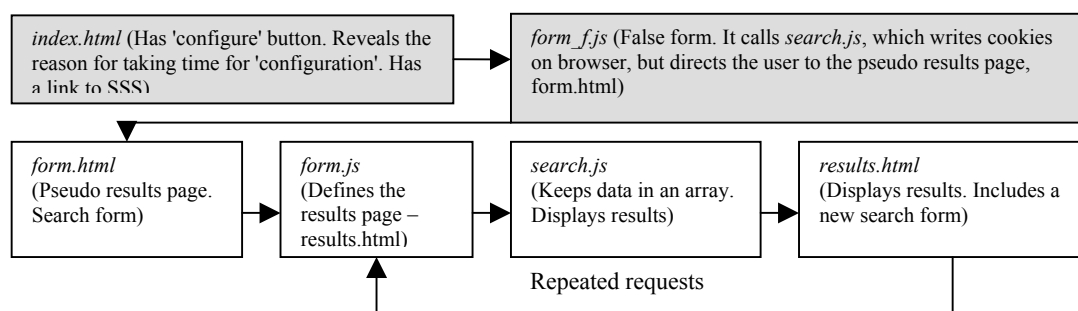 index.html (Has 'configure' button. Reveals the
reason for taking time for 'configuration'. Has
a link to SSS)
form_f.js (False form. It calls search.js, which writes cookies
on browser, but directs the user to the pseudo results page,
form.html)
form.html
(Pseudo results page.
Search form)
form.js
(Defines the
results page –
results.html)
search.js
(Keeps data in an array.
Displays results)
results.html
(Displays results. Includes a
new search form)
Repeated requests